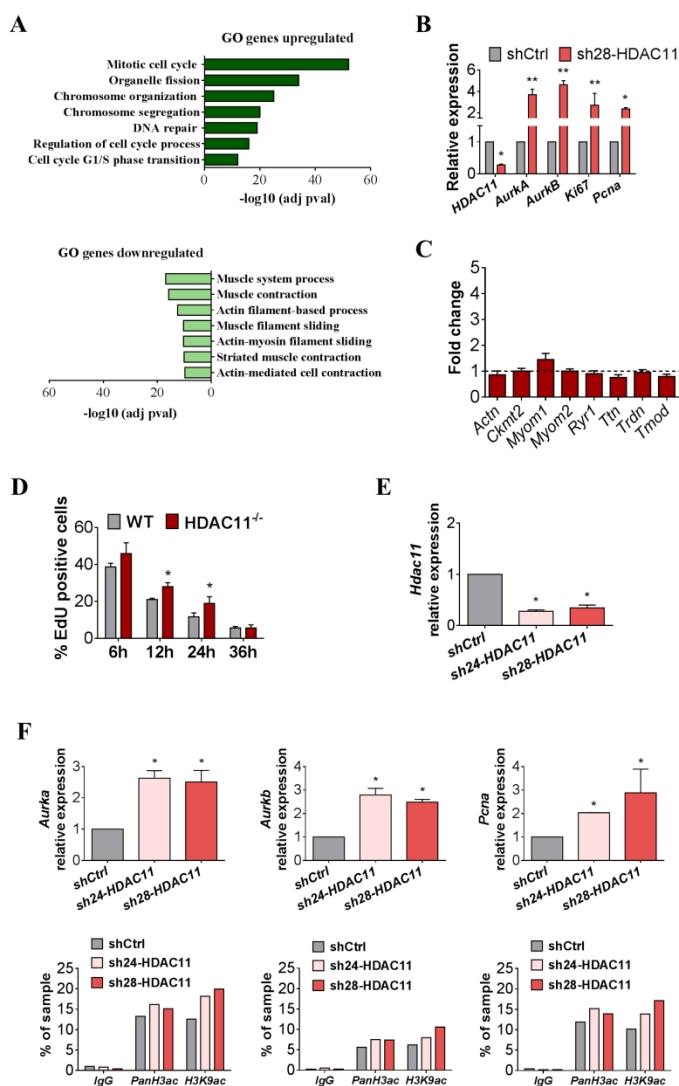 A
GO genes upregulated
Mitotic cell cycle
Organelle fission
Chromosome organization
Chromosome segregation
DNA repair
Regulation of cell cycle process
Cell cycle G1/S phase transition
0 20 40 60
-log10 (adj pval)
GO genes downregulated
Muscle system process
Muscle contraction
Actin filament-based process
Muscle filament sliding
Actin-myosin filament sliding
Striated muscle contraction
Actin-mediated cell contraction
60 40 20 0
-log10 (adj pval)
B
shCtrl sh28-HDAC11
Relative expression
6
4
2
1
0
* ** ** ** *
HDAC11 AurkA AurkB Ki67 Pcna
C
Fold change
5
4
3
2
1
0
Actn Ckmt2 Myom1 Myom2 Ryr1 Ttn Trdn Tmod
D
WT HDAC11-/-
% EdU positive cells
60
40
20
0
* *
6h 12h 24h 36h
E
Hdac11
relative expression
2
1
0
* *
shCtrl sh24-HDAC11 sh28-HDAC11
F
Aurka
relative expression
3
2
1
0
* *
shCtrl sh24-HDAC11 sh28-HDAC11
Aurkb
relative expression
4
3
2
1
0
* *
shCtrl sh24-HDAC11 sh28-HDAC11
Pcna
relative expression
4
3
2
1
0
* *
shCtrl sh24-HDAC11 sh28-HDAC11
shCtrl
sh24-HDAC11
sh28-HDAC11
% of sample
25
20
15
10
5
0
IgG PanH3ac H3K9ac
shCtrl
sh24-HDAC11
sh28-HDAC11
% of sample
25
20
15
10
5
0
IgG PanH3ac H3K9ac
shCtrl
sh24-HDAC11
sh28-HDAC11
% of sample
25
20
15
10
5
0
IgG PanH3ac H3K9ac